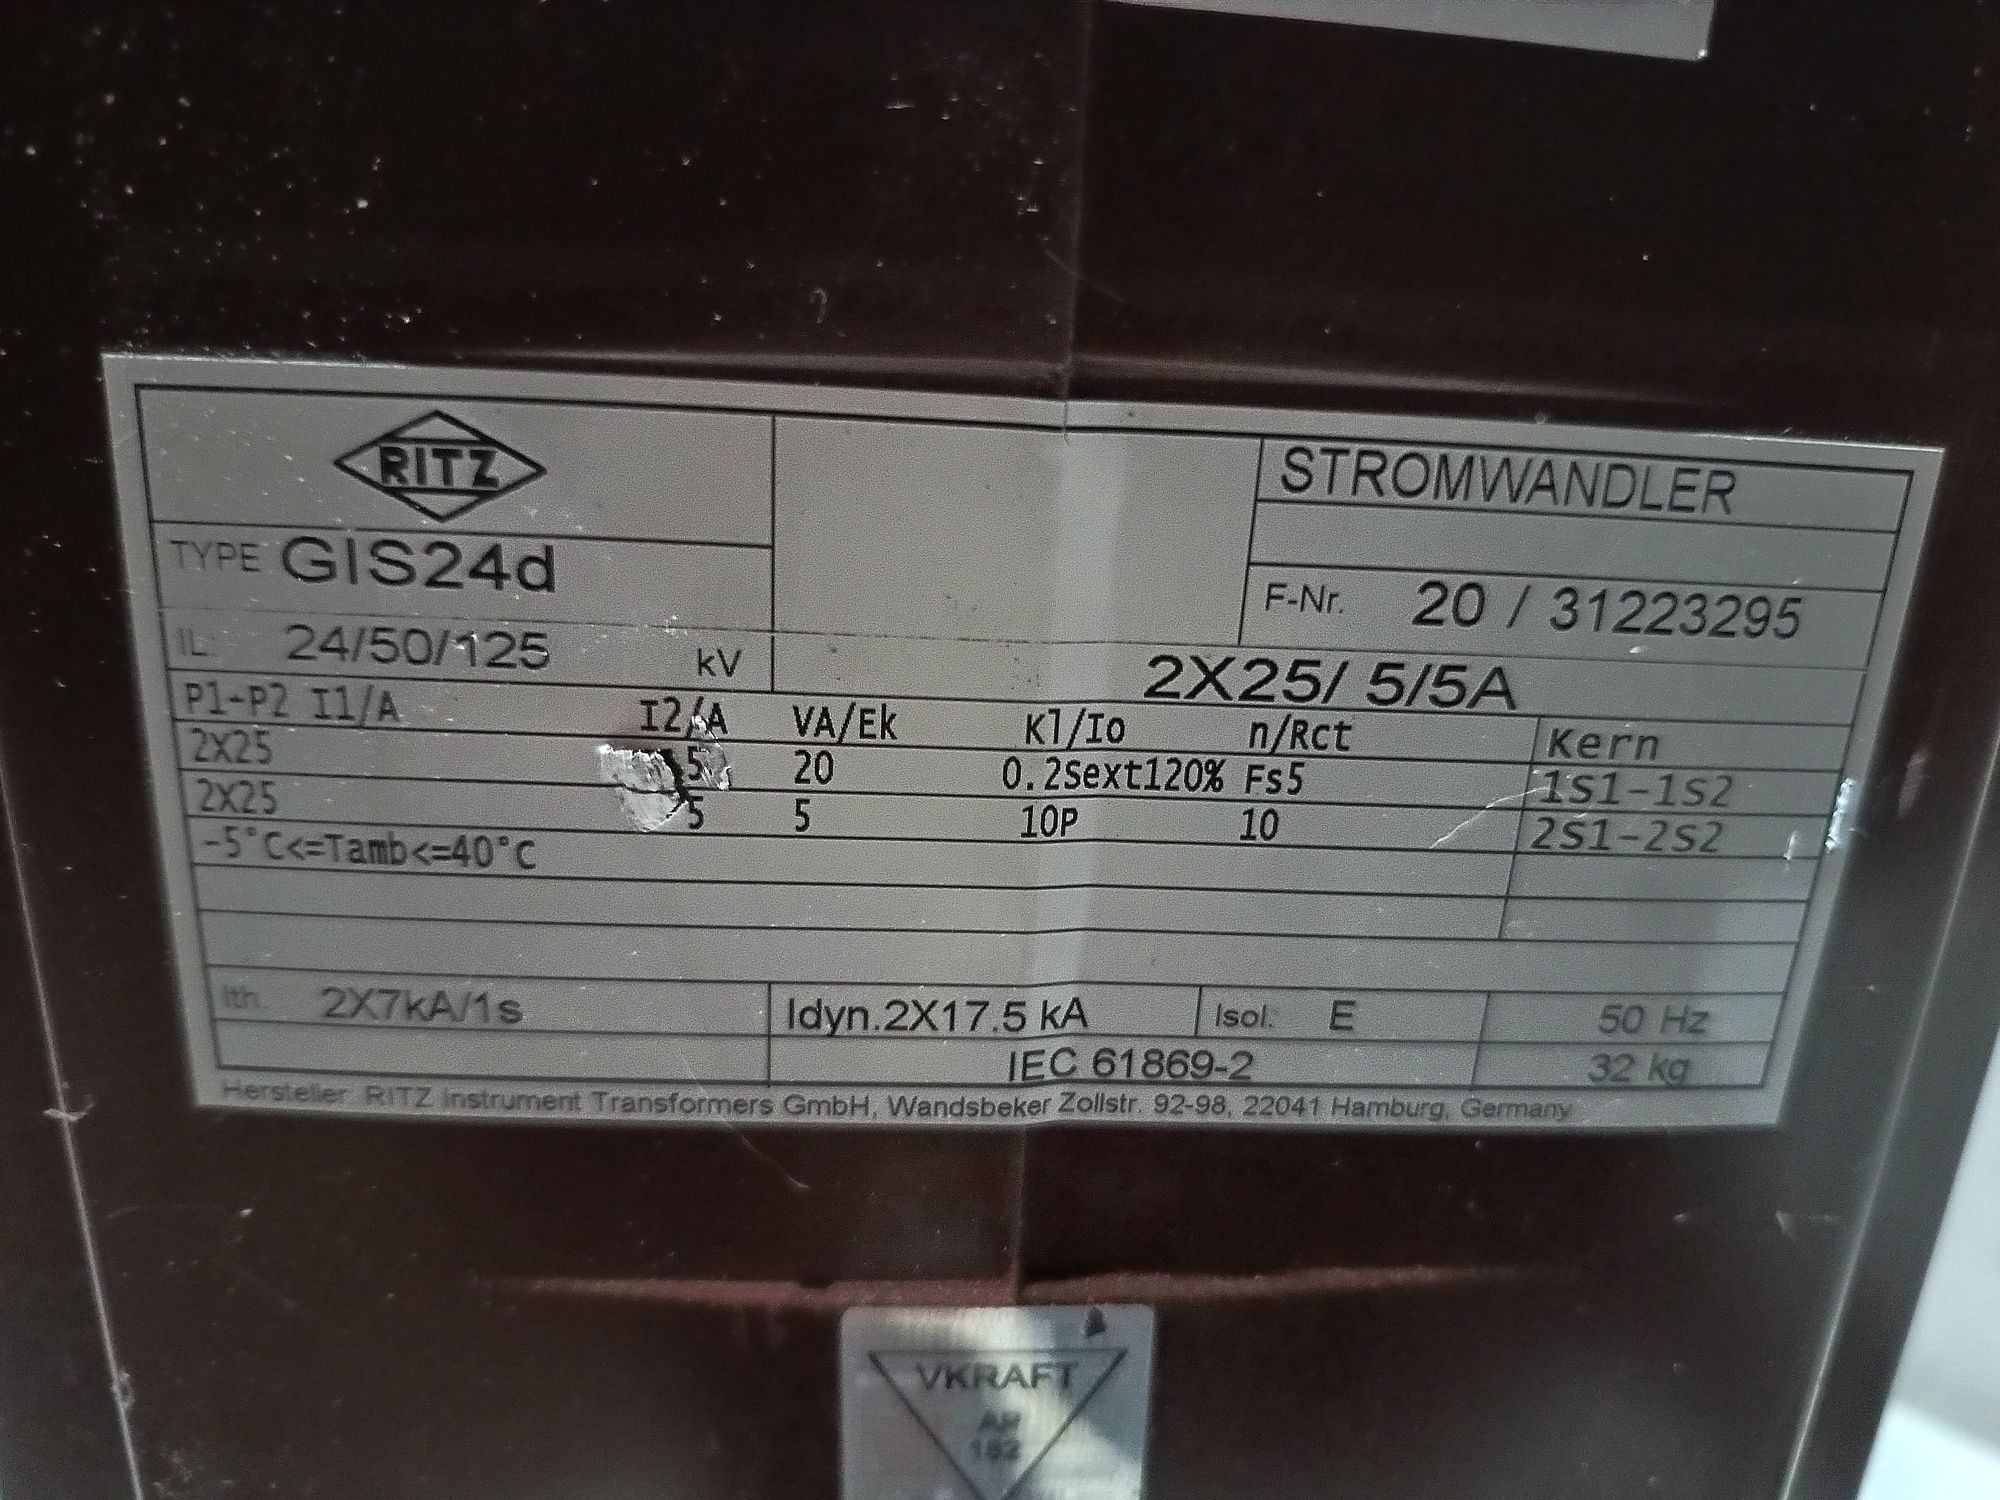 RITZ
STROMWANDLER
TYPE GIS24d
F-Nr. 20 / 31223295
IL: 24/50/125 kV
2X25/ 5/5A
P1-P2 I1/A I2/A VA/Ek Kl/Io n/Rct Kern
2X25 5 20 0.2Sext120% Fs5 1S1-1S2
2X25 5 5 10P 10 2S1-2S2
-5°C<=Tamb<=40°C
Ith. 2X7kA/1s Idyn.2X17.5 kA Isol. E 50 Hz
IEC 61869-2 32 kg
Hersteller: RITZ Instrument Transformers GmbH, Wandsbeker Zollstr. 92-98, 22041 Hamburg, Germany
VKRAFT
182